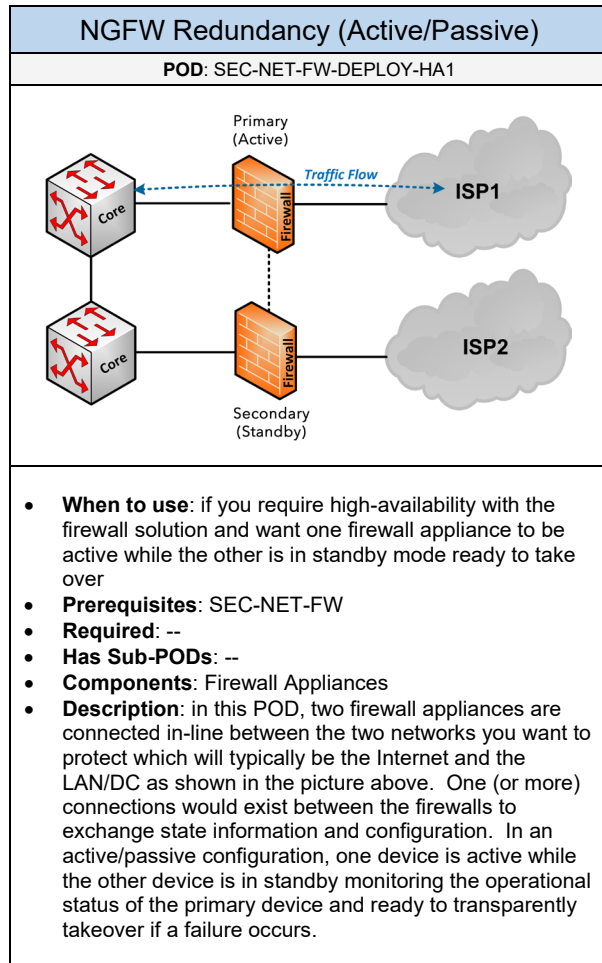 NGFW Redundancy (Active/Passive)
POD: SEC-NET-FW-DEPLOY-HA1
Primary
(Active)
Traffic Flow
ISP1
Core
Firewall
ISP2
Core
Firewall
Secondary
(Standby)
• When to use: if you require high-availability with the
firewall solution and want one firewall appliance to be
active while the other is in standby mode ready to take
over
• Prerequisites: SEC-NET-FW
• Required: --
• Has Sub-PODs: --
• Components: Firewall Appliances
• Description: in this POD, two firewall appliances are
connected in-line between the two networks you want to
protect which will typically be the Internet and the
LAN/DC as shown in the picture above.  One (or more)
connections would exist between the firewalls to
exchange state information and configuration.  In an
active/passive configuration, one device is active while
the other device is in standby monitoring the operational
status of the primary device and ready to transparently
takeover if a failure occurs.